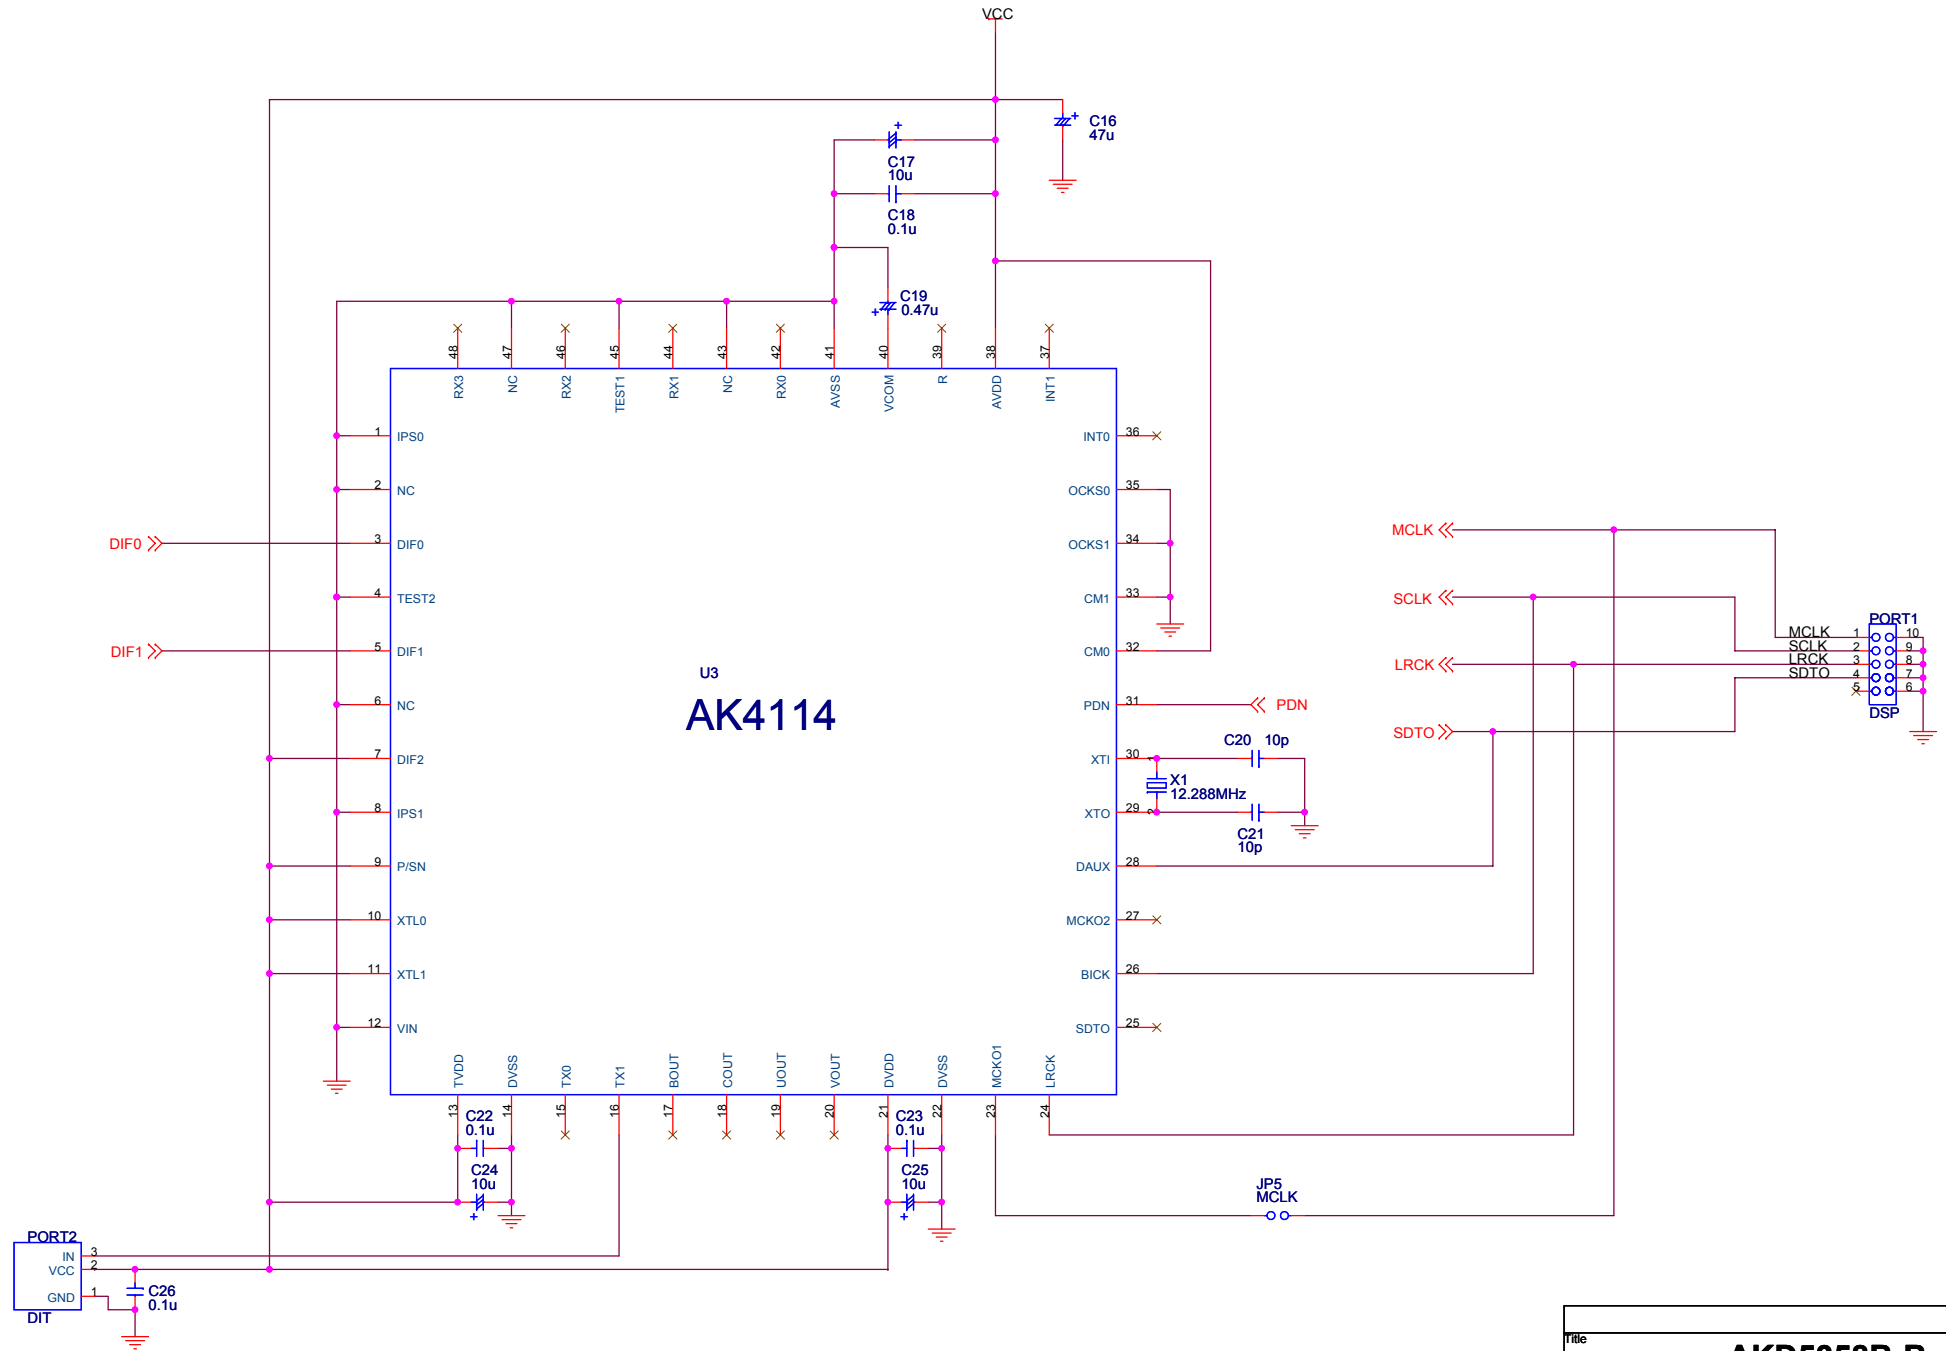 VCC
C16
47u
C17
10u
C18
0.1u
C19
0.47u
48 47 46 45 44 43 42 41 40 39 38 37
RX3 NC RX2 TEST1 RX1 NC RX0 AVSS VCOM R AVDD INT1
1 IPS0
INT0 36
2 NC
OCKS0 35
DIF0 3 DIF0
OCKS1 34
MCLK
4 TEST2
CM1 33
SCLK
DIF1 5 DIF1
CM0 32
LRCK
PORT1
MCLK 1 10
SCLK 2 9
LRCK 3 8
SDTO 4 7
5 6
DSP
U3
AK4114
6 NC
PDN 31 PDN
SDTO
7 DIF2
XTI 30 1
C20 10p
X1
12.288MHz
8 IPS1
XTO 29 2
C21
10p
9 P/SN
DAUX 28
10 XTL0
MCKO2 27
11 XTL1
BICK 26
12 VIN
SDTO 25
TVDD DVSS TX0 TX1 BOUT COUT UOUT VOUT DVDD DVSS MCKO1 LRCK
13 14 15 16 17 18 19 20 21 22 23 24
C22
0.1u
C23
0.1u
C24
10u
C25
10u
JP5
MCLK
PORT2
IN 3
VCC 2
GND 1
DIT
C26
0.1u
Title